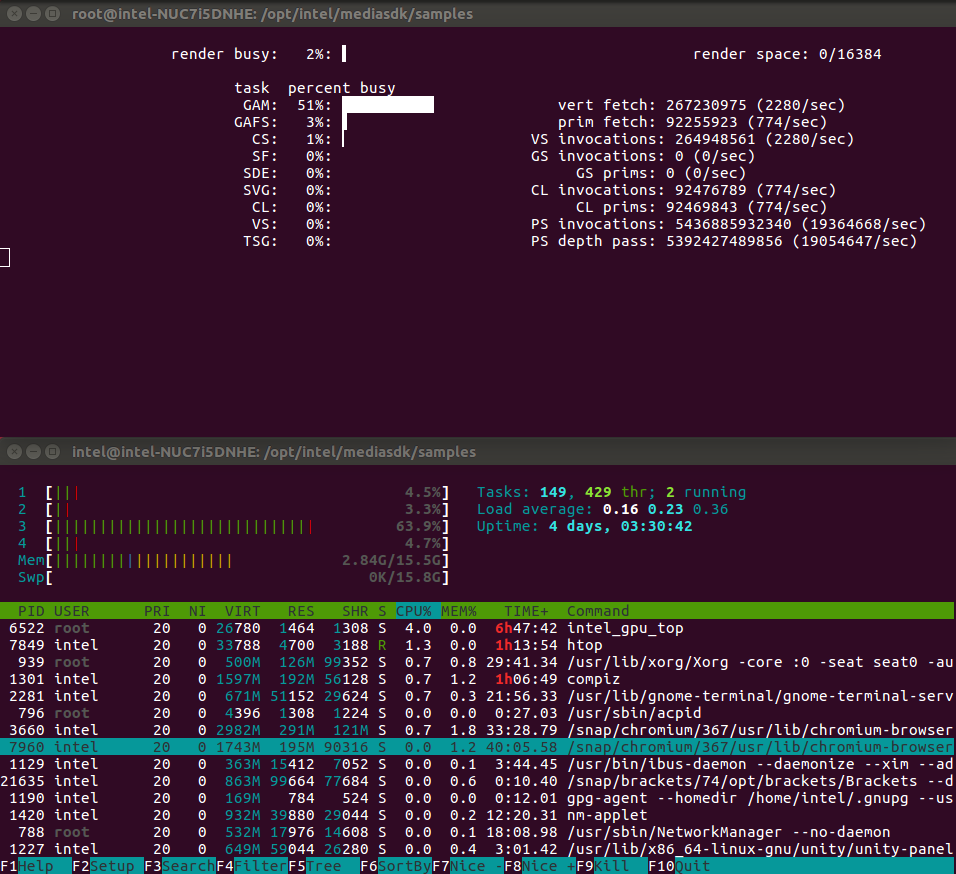 root@intel-NUC7i5DNHE: /opt/intel/mediasdk/samples
render busy: 2%: render space: 0/16384
task percent busy
GAM: 51%: vert fetch: 267230975 (2280/sec)
GAFS: 3%: prim fetch: 92255923 (774/sec)
CS: 1%: VS invocations: 264948561 (2280/sec)
SF: 0%: GS invocations: 0 (0/sec)
SDE: 0%: GS prims: 0 (0/sec)
SVG: 0%: CL invocations: 92476789 (774/sec)
CL: 0%: CL prims: 92469843 (774/sec)
VS: 0%: PS invocations: 5436885932340 (19364668/sec)
TSG: 0%: PS depth pass: 5392427489856 (19054647/sec)
intel@intel-NUC7i5DNHE: /opt/intel/mediasdk/samples
1 [||| 4.5%] Tasks: 149, 429 thr; 2 running
2 [|| 3.3%] Load average: 0.16 0.23 0.36
3 [||||||||||||||||||||||||||||| 63.9%] Uptime: 4 days, 03:30:42
4 [||| 4.7%]
Mem[|||||||||||||||||||| 2.84G/15.5G]
Swp[ 0K/15.8G]
PID USER PRI NI VIRT RES SHR S CPU% MEM% TIME+ Command
6522 root 20 0 26780 1464 1308 S 4.0 0.0 6h47:42 intel_gpu_top
7849 intel 20 0 33788 4700 3188 R 1.3 0.0 1h13:54 htop
939 root 20 0 500M 126M 99352 S 0.7 0.8 29:41.34 /usr/lib/xorg/Xorg -core :0 -seat seat0 -au
1301 intel 20 0 1597M 192M 56128 S 0.7 1.2 1h06:49 compiz
2281 intel 20 0 671M 51152 29624 S 0.7 0.3 21:56.33 /usr/lib/gnome-terminal/gnome-terminal-serv
796 root 20 0 4396 1308 1224 S 0.7 0.0 0:27.03 /usr/sbin/acpid
3660 intel 20 0 2982M 291M 121M S 0.7 1.8 33:28.79 /snap/chromium/367/usr/lib/chromium-browser
7960 intel 20 0 1743M 195M 90316 S 0.0 1.2 40:05.58 /snap/chromium/367/usr/lib/chromium-browser
1129 intel 20 0 363M 15412 7052 S 0.0 0.1 3:44.45 /usr/bin/ibus-daemon --daemonize --xim --ad
21635 intel 20 0 863M 99664 77684 S 0.0 0.6 0:10.40 /snap/brackets/74/opt/brackets/Brackets --d
1190 intel 20 0 169M 784 524 S 0.0 0.0 0:12.01 gpg-agent --homedir /home/intel/.gnupg --us
1420 intel 20 0 932M 39880 29044 S 0.0 0.2 12:20.31 nm-applet
788 root 20 0 532M 17976 14608 S 0.0 0.1 18:08.98 /usr/sbin/NetworkManager --no-daemon
1227 intel 20 0 649M 59044 26280 S 0.0 0.4 3:01.42 /usr/lib/x86_64-linux-gnu/unity/unity-panel
F1Help F2Setup F3SearchF4FilterF5Tree F6SortByF7Nice -F8Nice +F9Kill F10Quit